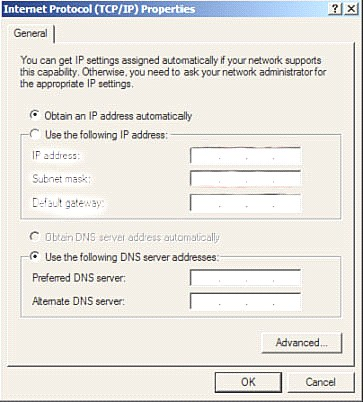 Internet Protocol (TCP/IP) Properties
General
You can get IP settings assigned automatically if your network supports
this capability. Otherwise, you need to ask your network administrator for
the appropriate IP settings.
Obtain an IP address automatically
Use the following IP address:
IP address:
Subnet mask:
Default gateway:
Obtain DNS server address automatically
Use the following DNS server addresses:
Preferred DNS server:
Alternate DNS server:
Advanced...
OK
Cancel